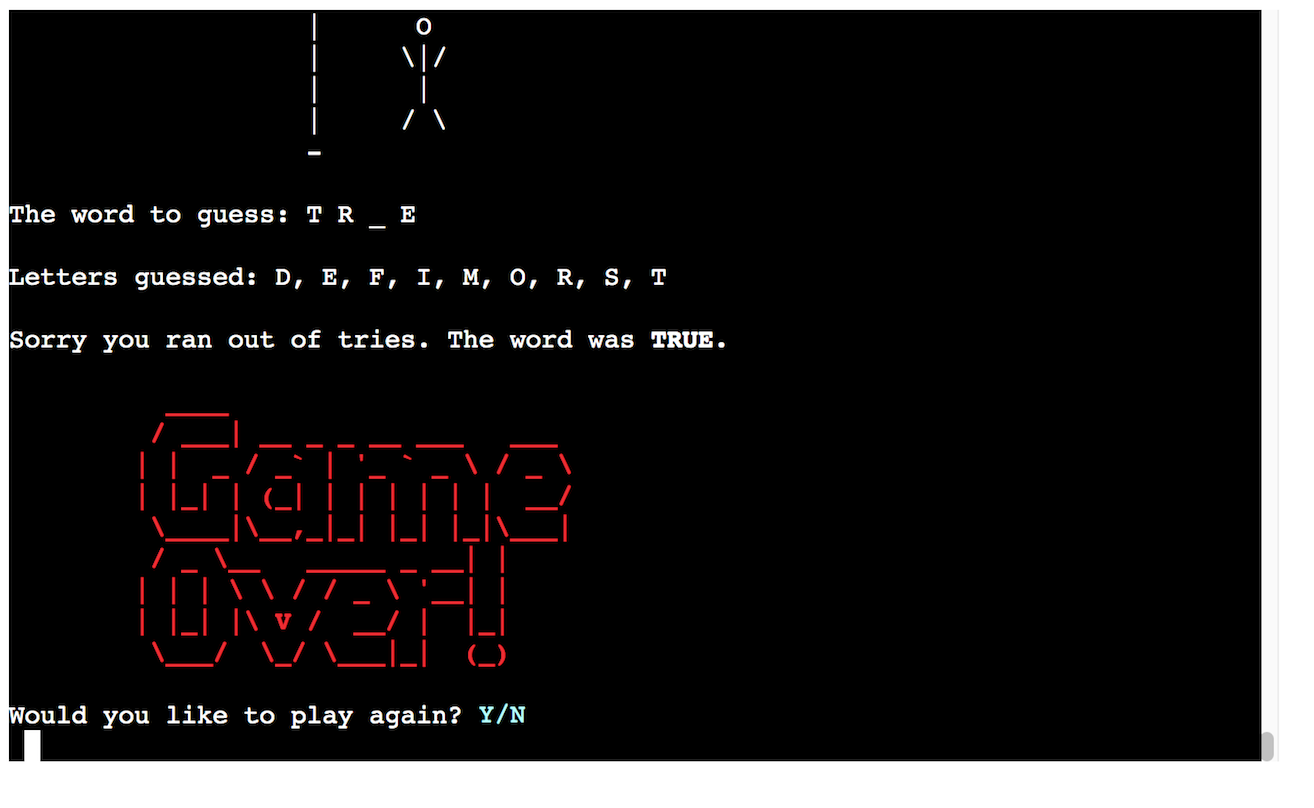 The word to guess: T R _ E
Letters guessed: D, E, F, I, M, O, R, S, T
Sorry you ran out of tries. The word was TRUE.
Game
Over!
Would you like to play again? Y/N